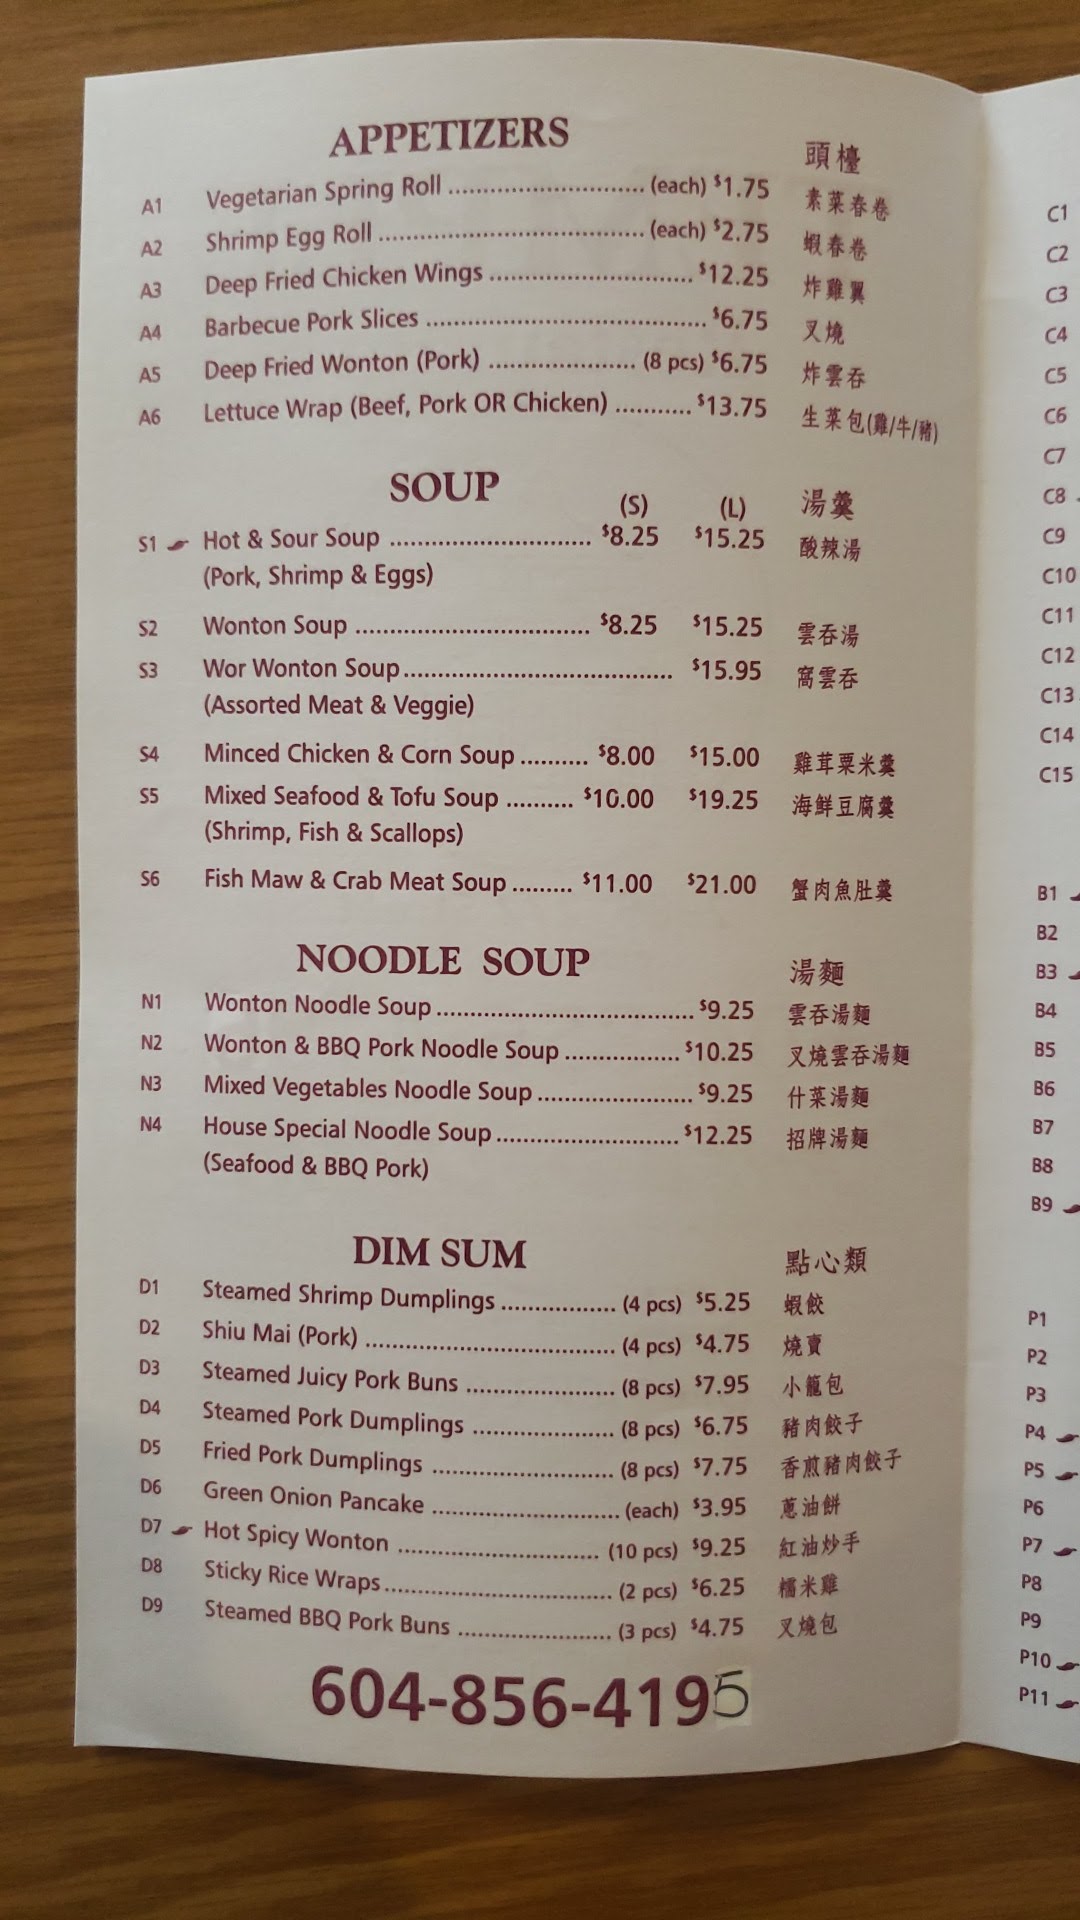 APPETIZERS 頭檯
A1 Vegetarian Spring Roll ............................ (each) $1.75 素菜春卷
A2 Shrimp Egg Roll ...................................... (each) $2.75 蝦春卷
A3 Deep Fried Chicken Wings ............................. $12.25 炸雞翼
A4 Barbecue Pork Slices ........................................ $6.75 叉燒
A5 Deep Fried Wonton (Pork) ..................... (8 pcs) $6.75 炸雲吞
A6 Lettuce Wrap (Beef, Pork OR Chicken) ........... $13.75 生菜包(雞/牛/豬)
SOUP (S) (L) 湯羹
S1 Hot & Sour Soup ............................. $8.25 $15.25 酸辣湯
(Pork, Shrimp & Eggs)
S2 Wonton Soup .................................. $8.25 $15.25 雲吞湯
S3 Wor Wonton Soup....................................... $15.95 窩雲吞
(Assorted Meat & Veggie)
S4 Minced Chicken & Corn Soup .......... $8.00 $15.00 雞茸粟米羹
S5 Mixed Seafood & Tofu Soup .......... $10.00 $19.25 海鮮豆腐羹
(Shrimp, Fish & Scallops)
S6 Fish Maw & Crab Meat Soup ......... $11.00 $21.00 蟹肉魚肚羹
NOODLE SOUP 湯麵
N1 Wonton Noodle Soup ..................................... $9.25 雲吞湯麵
N2 Wonton & BBQ Pork Noodle Soup ................ $10.25 叉燒雲吞湯麵
N3 Mixed Vegetables Noodle Soup ...................... $9.25 什菜湯麵
N4 House Special Noodle Soup .......................... $12.25 招牌湯麵
(Seafood & BBQ Pork)
DIM SUM 點心類
D1 Steamed Shrimp Dumplings ................ (4 pcs) $5.25 蝦餃
D2 Shiu Mai (Pork) .................................... (4 pcs) $4.75 燒賣
D3 Steamed Juicy Pork Buns ..................... (8 pcs) $7.95 小籠包
D4 Steamed Pork Dumplings .................... (8 pcs) $6.75 豬肉餃子
D5 Fried Pork Dumplings .......................... (8 pcs) $7.75 香煎豬肉餃子
D6 Green Onion Pancake ........................... (each) $3.95 蔥油餅
D7 Hot Spicy Wonton ............................. (10 pcs) $9.25 紅油炒手
D8 Sticky Rice Wraps................................. (2 pcs) $6.25 糯米雞
D9 Steamed BBQ Pork Buns ...................... (3 pcs) $4.75 叉燒包
604-856-4195
C1
C2
C3
C4
C5
C6
C7
C8
C9
C10
C11
C12
C13
C14
C15
B1
B2
B3
B4
B5
B6
B7
B8
B9
P1
P2
P3
P4
P5
P6
P7
P8
P9
P10
P11